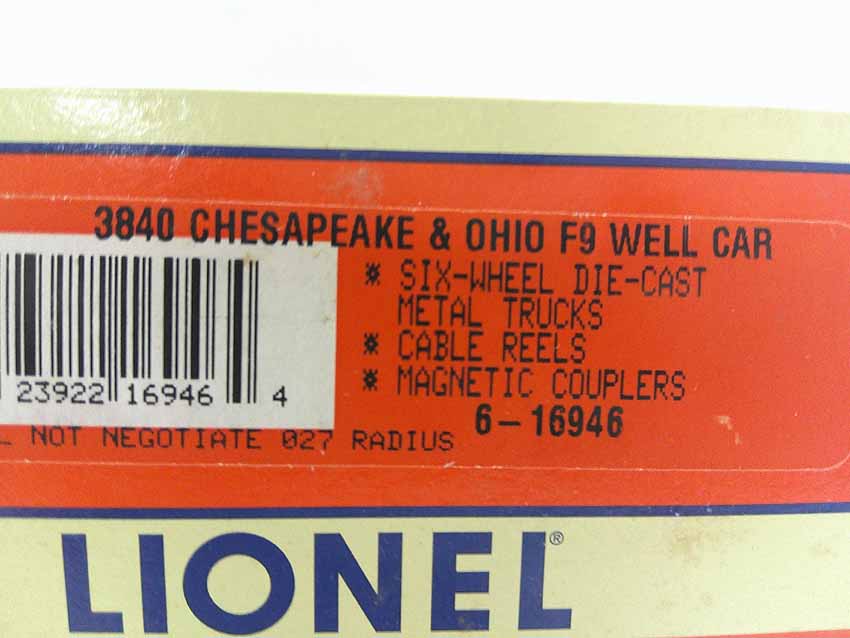 3840 CHESAPEAKE & OHIO F9 WELL CAR
* SIX-WHEEL DIE-CAST
METAL TRUCKS
* CABLE REELS
* MAGNETIC COUPLERS
23922 16946 4
6-16946
NOT NEGOTIATE 027 RADIUS
LIONEL®